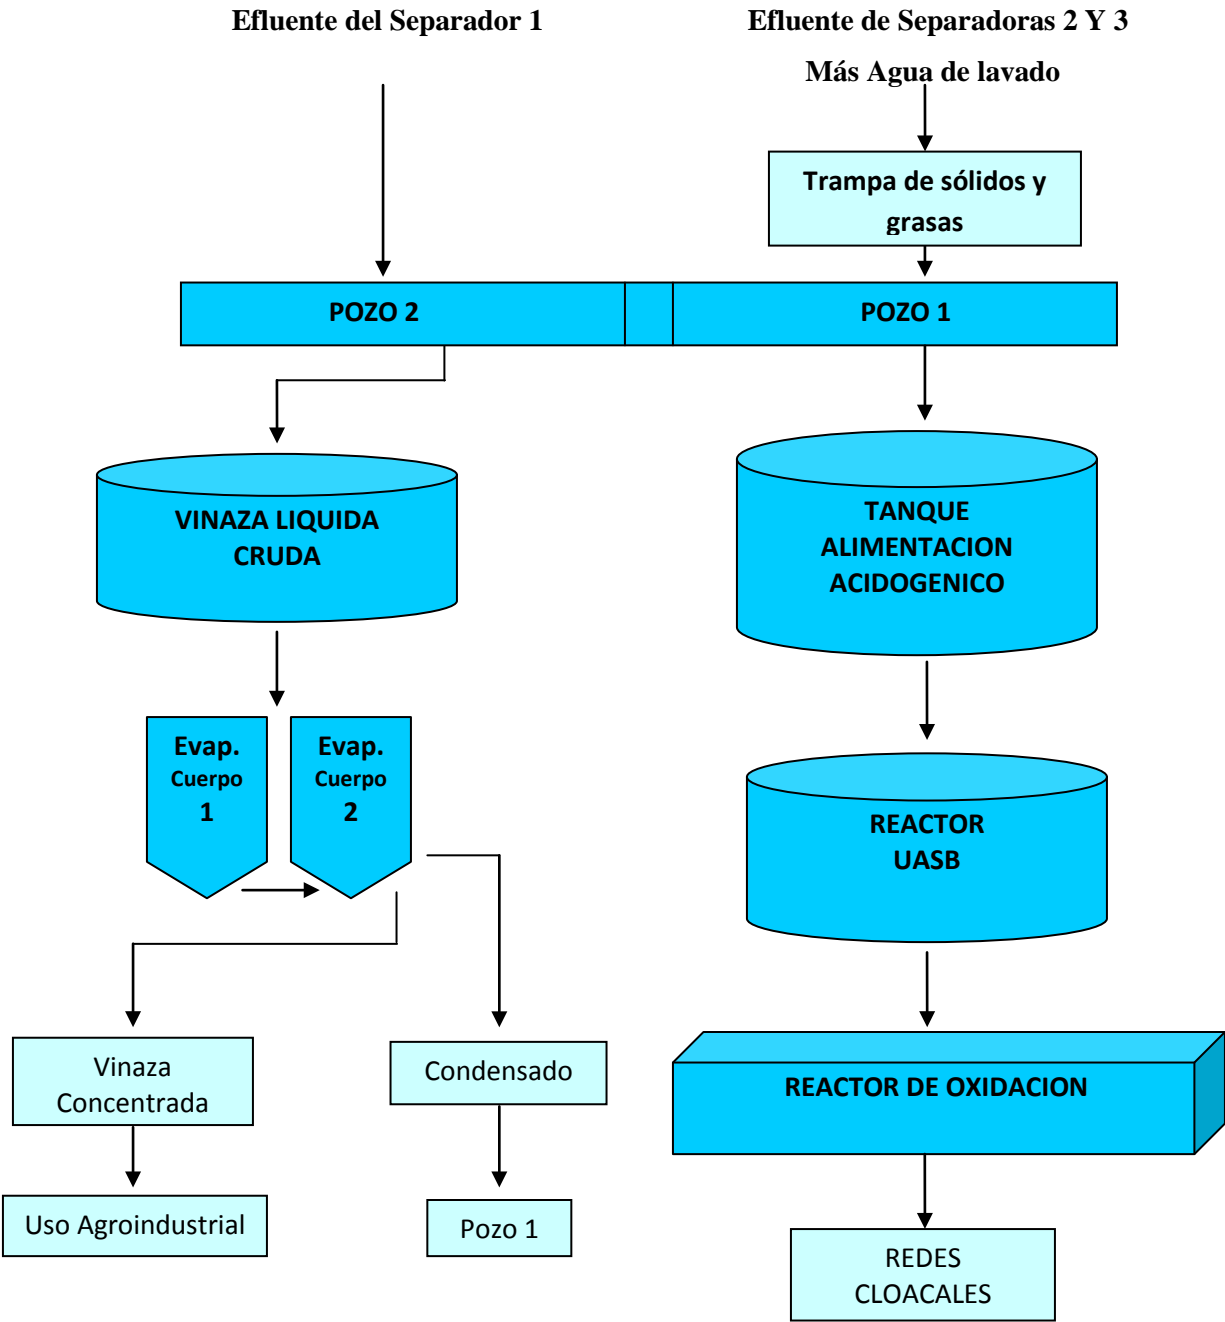 Efluente del Separador 1
Efluente de Separadoras 2 Y 3
Más Agua de lavado
Trampa de sólidos y
grasas
POZO 2
POZO 1
VINAZA LIQUIDA
CRUDA
TANQUE
ALIMENTACION
ACIDOGENICO
Evap.
Cuerpo
1
Evap.
Cuerpo
2
REACTOR
UASB
Vinaza
Concentrada
Condensado
REACTOR DE OXIDACION
Uso Agroindustrial
Pozo 1
REDES
CLOACALES